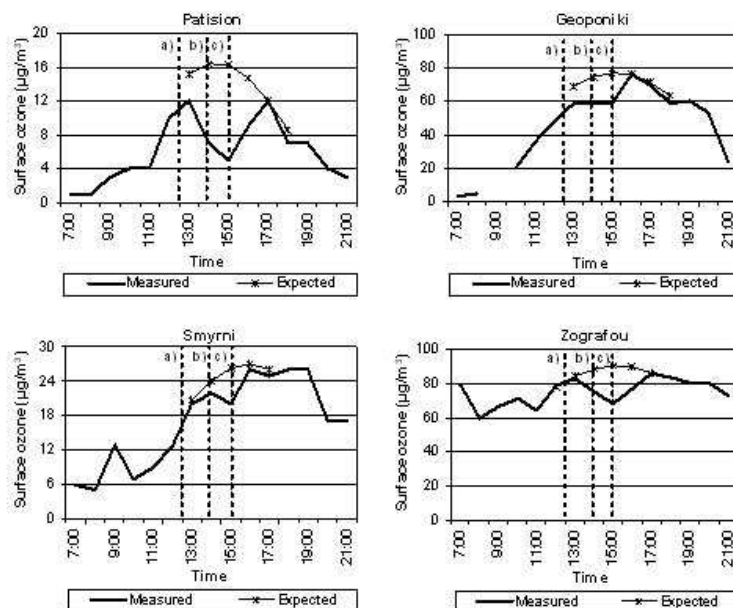 Patision
Surface ozone (µg/m³)
20
16
12
8
4
0
a) b) c)
7:00 9:00 11:00 13:00 15:00 17:00 19:00 21:00
Time
Measured Expected
Geoponiki
Surface ozone (µg/m³)
100
80
60
40
20
0
a) b) c)
7:00 9:00 11:00 13:00 15:00 17:00 19:00 21:00
Time
Measured Expected
Smyrni
Surface ozone (µg/m³)
30
24
18
12
6
0
a) b) c)
7:00 9:00 11:00 13:00 15:00 17:00 19:00 21:00
Time
Measured Expected
Zografou
Surface ozone (µg/m³)
100
80
60
40
20
0
a) b) c)
7:00 9:00 11:00 13:00 15:00 17:00 19:00 21:00
Time
Measured Expected